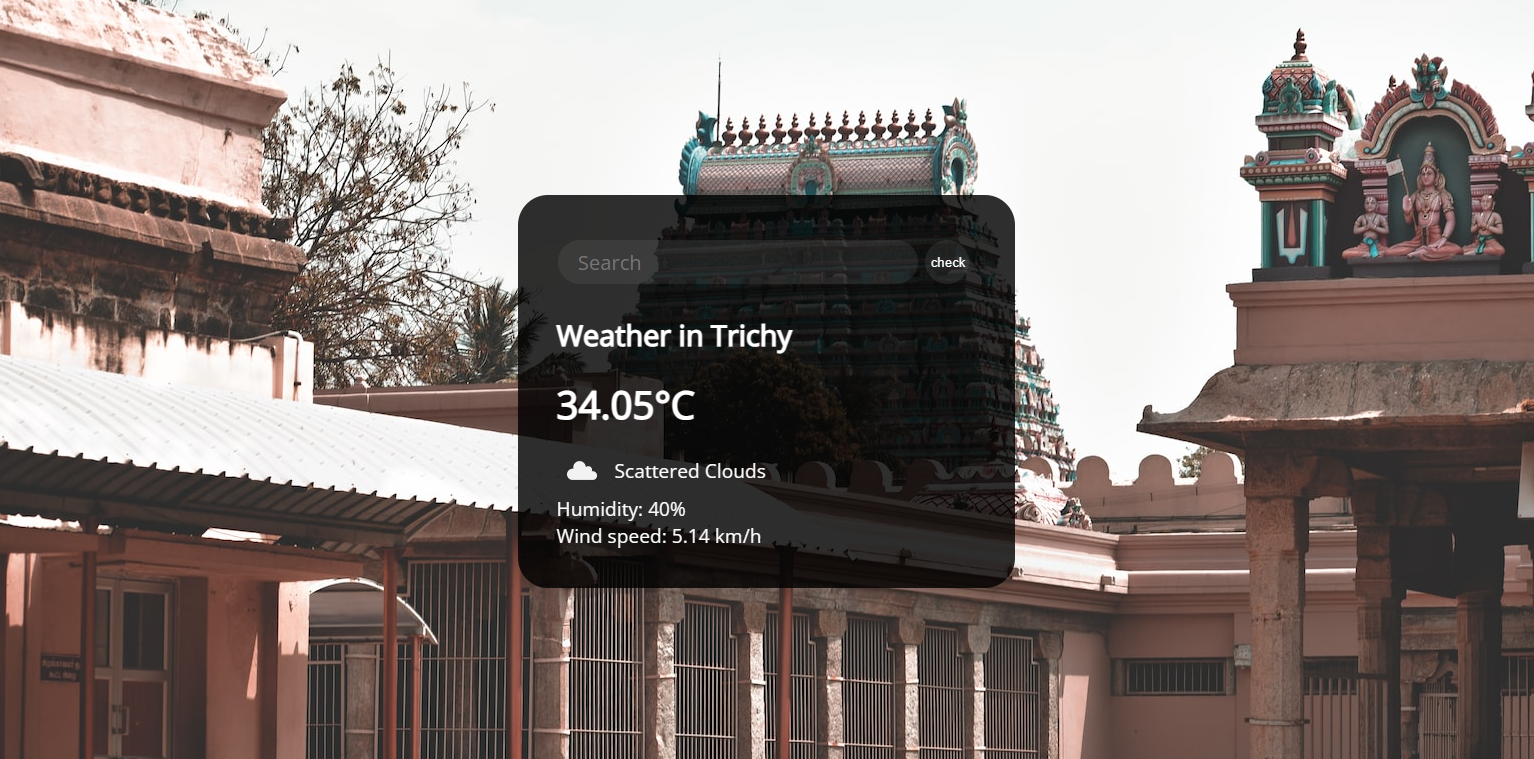 Search
check
Weather in Trichy
34.05°C
Scattered Clouds
Humidity: 40%
Wind speed: 5.14 km/h